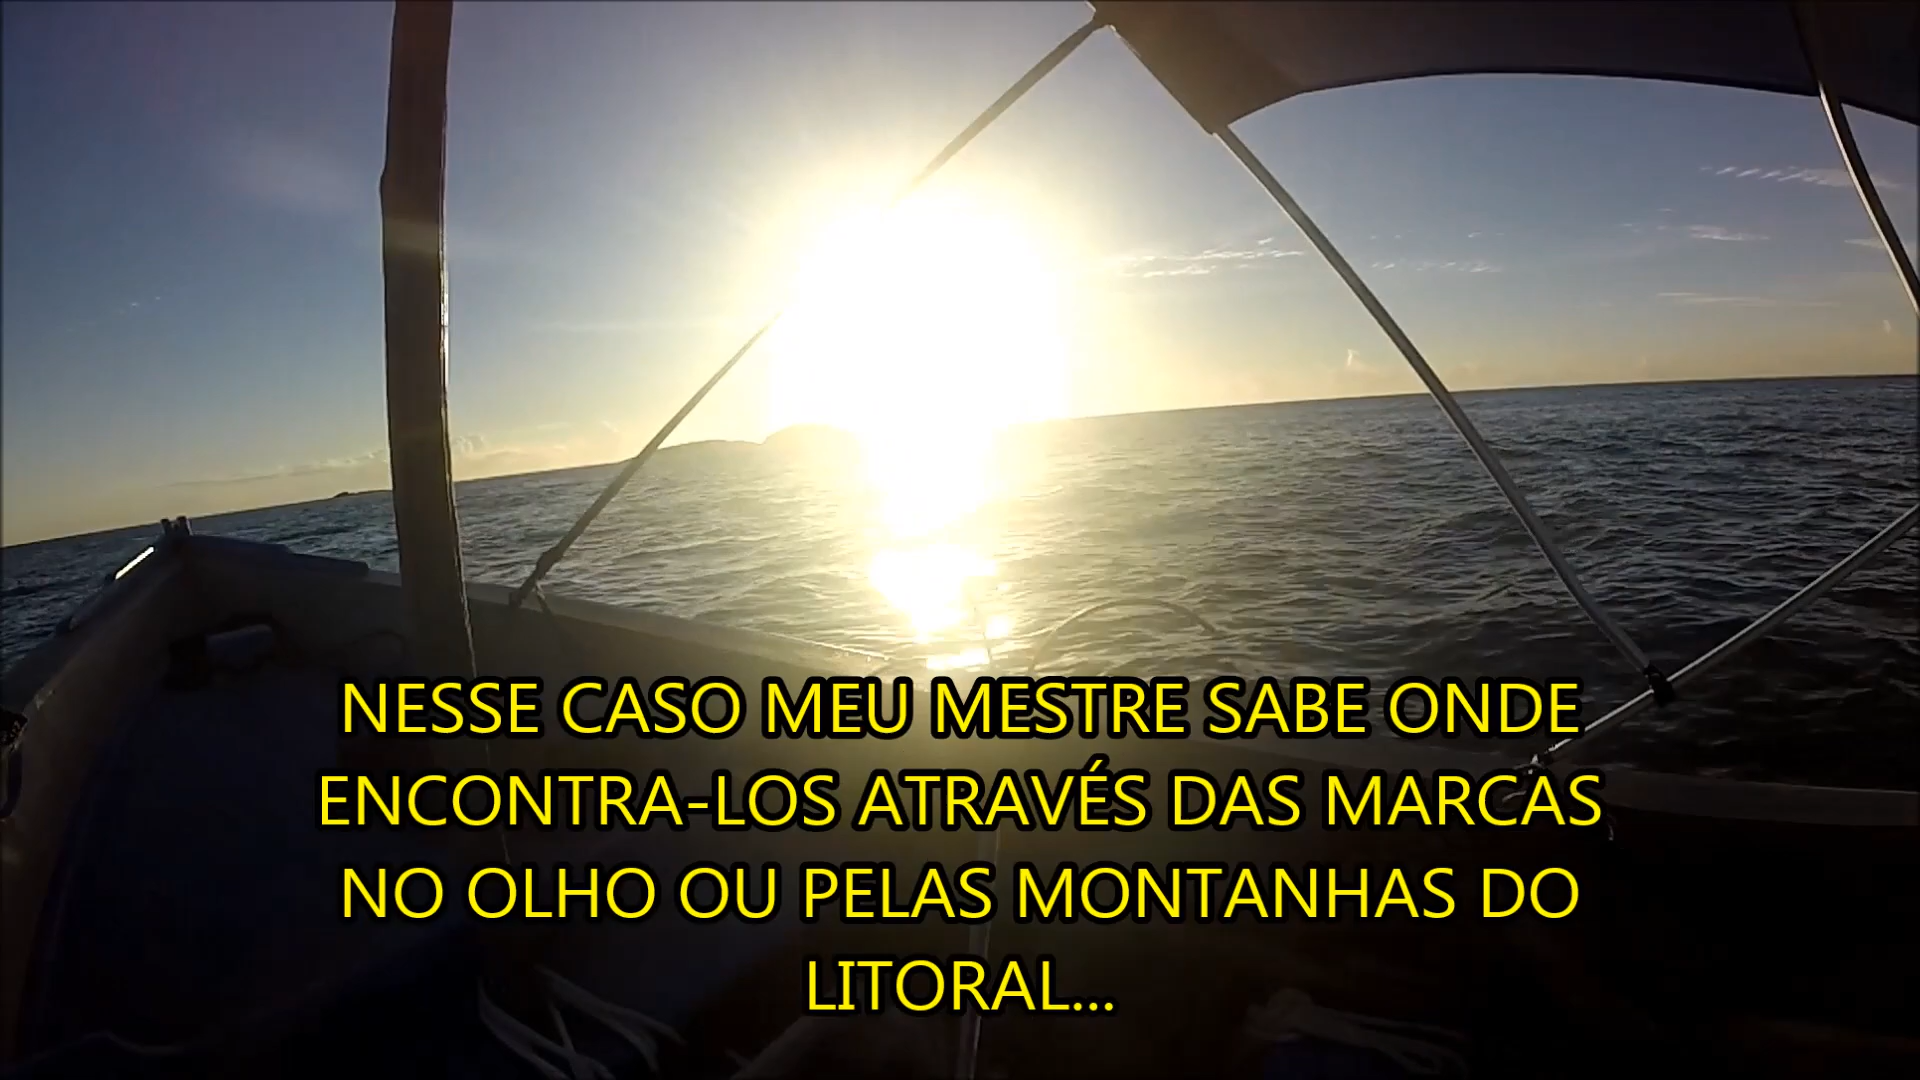 NESSE CASO MEU MESTRE SABE ONDE
ENCONTRA-LOS ATRAVÉS DAS MARCAS
NO OLHO OU PELAS MONTANHAS DO
LITORAL...